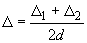 Δ = (Δ₁ + Δ₂) / 2d